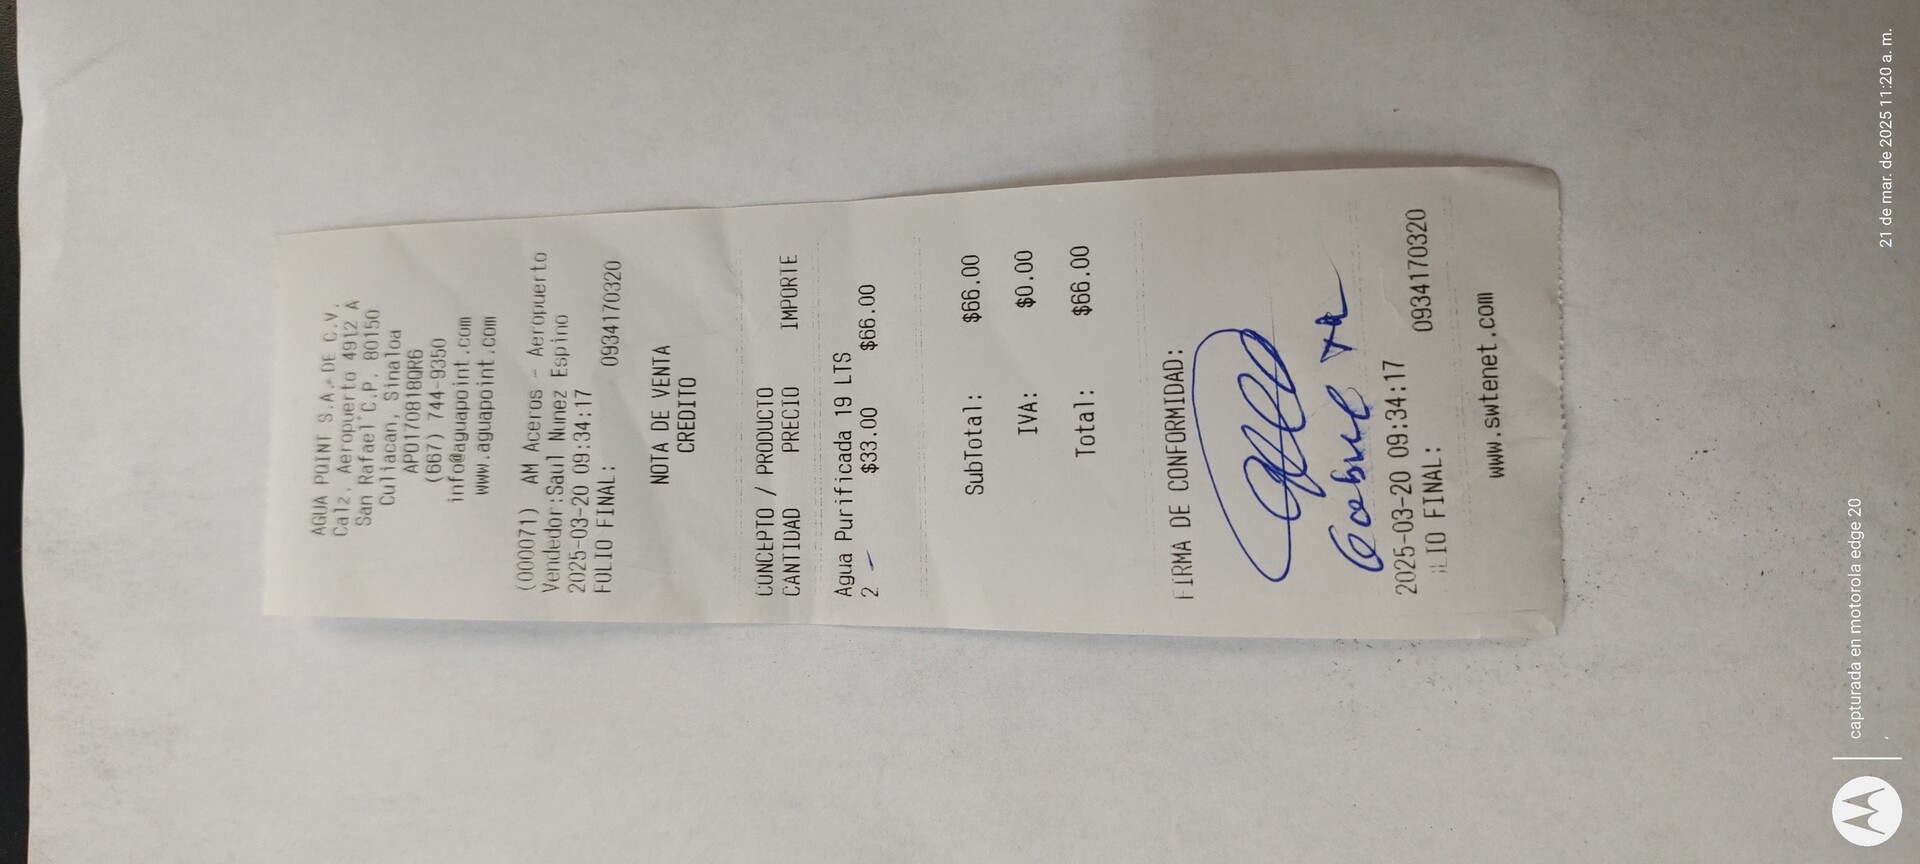 AGUA POINT S.A. DE C.V.
Calz. Aeropuerto 4912 A
San Rafael C.P. 80150
Culiacan, Sinaloa
APO170818QR6
(667) 744-9350
info@aguapoint.com
www.aguapoint.com
(000071) AM Aceros - Aeropuerto
Vendedor:Saul Nunez Espino
2025-03-20 09:34:17
FOLIO FINAL: 0934170320
NOTA DE VENTA
CREDITO
CONCEPTO / PRODUCTO
CANTIDAD PRECIO IMPORTE
Agua Purificada 19 LTS
2 $33.00 $66.00
SubTotal: $66.00
IVA: $0.00
Total: $66.00
FIRMA DE CONFORMIDAD:
2025-03-20 09:34:17
LIO FINAL: 0934170320
www.swtenet.com
capturada en motorola edge 20
21 de mar. de 2025 11:20 a. m.